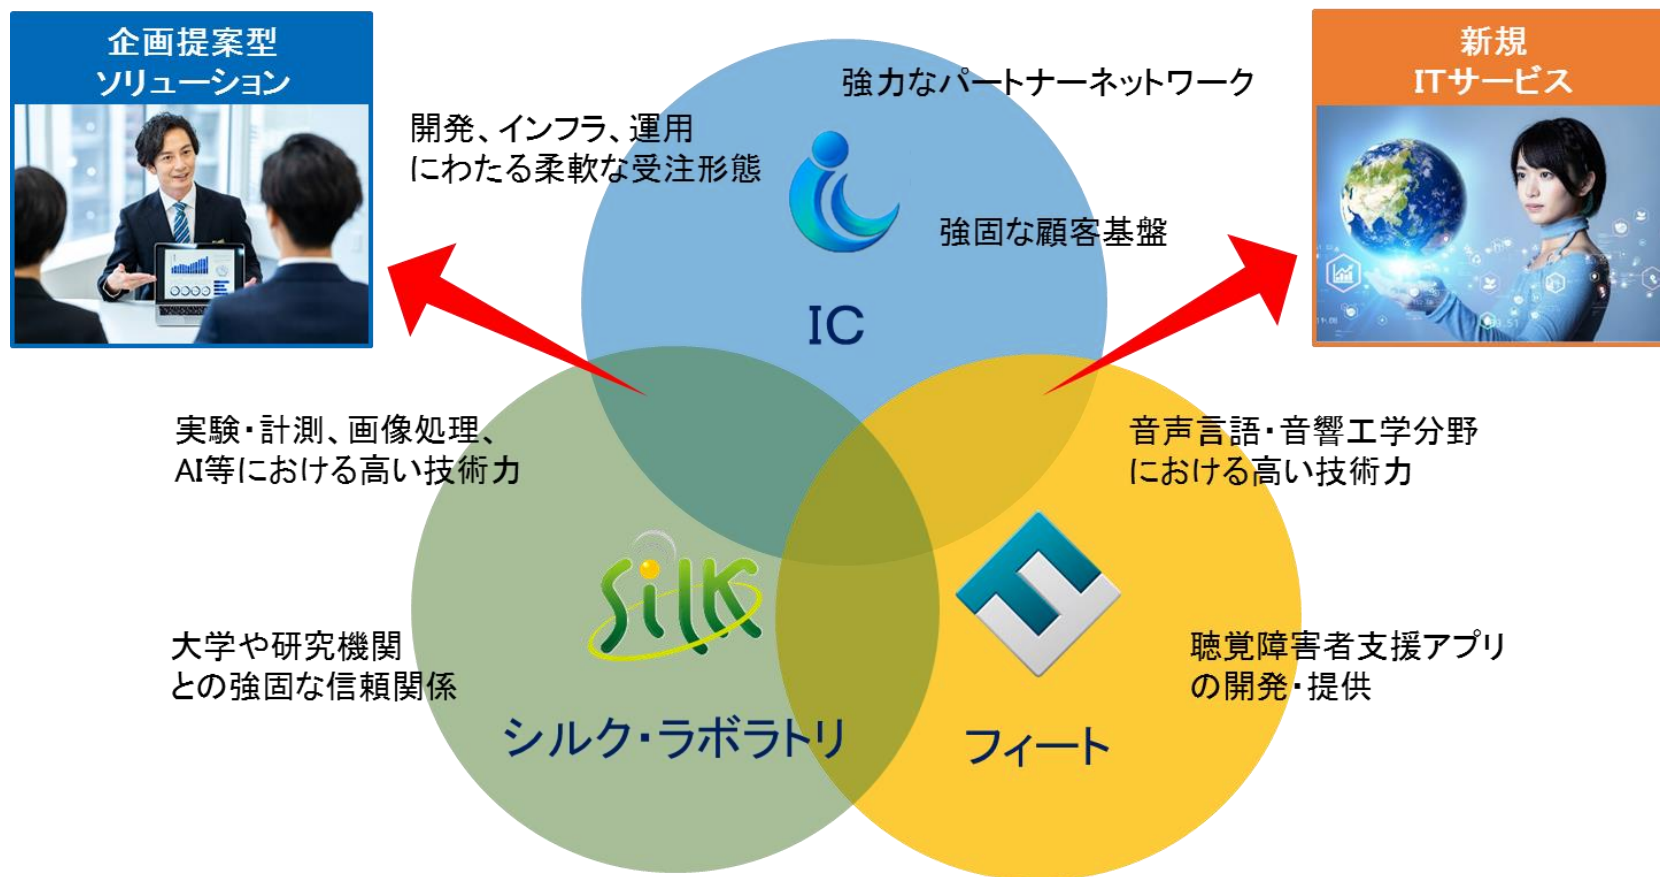 企画提案型
ソリューション
新規
ITサービス
強力なパートナーネットワーク
開発、インフラ、運用
にわたる柔軟な受注形態
強固な顧客基盤
IC
実験・計測、画像処理、
AI等における高い技術力
音声言語・音響工学分野
における高い技術力
SiLK
大学や研究機関
との強固な信頼関係
聴覚障害者支援アプリ
の開発・提供
シルク・ラボラトリ
フィート